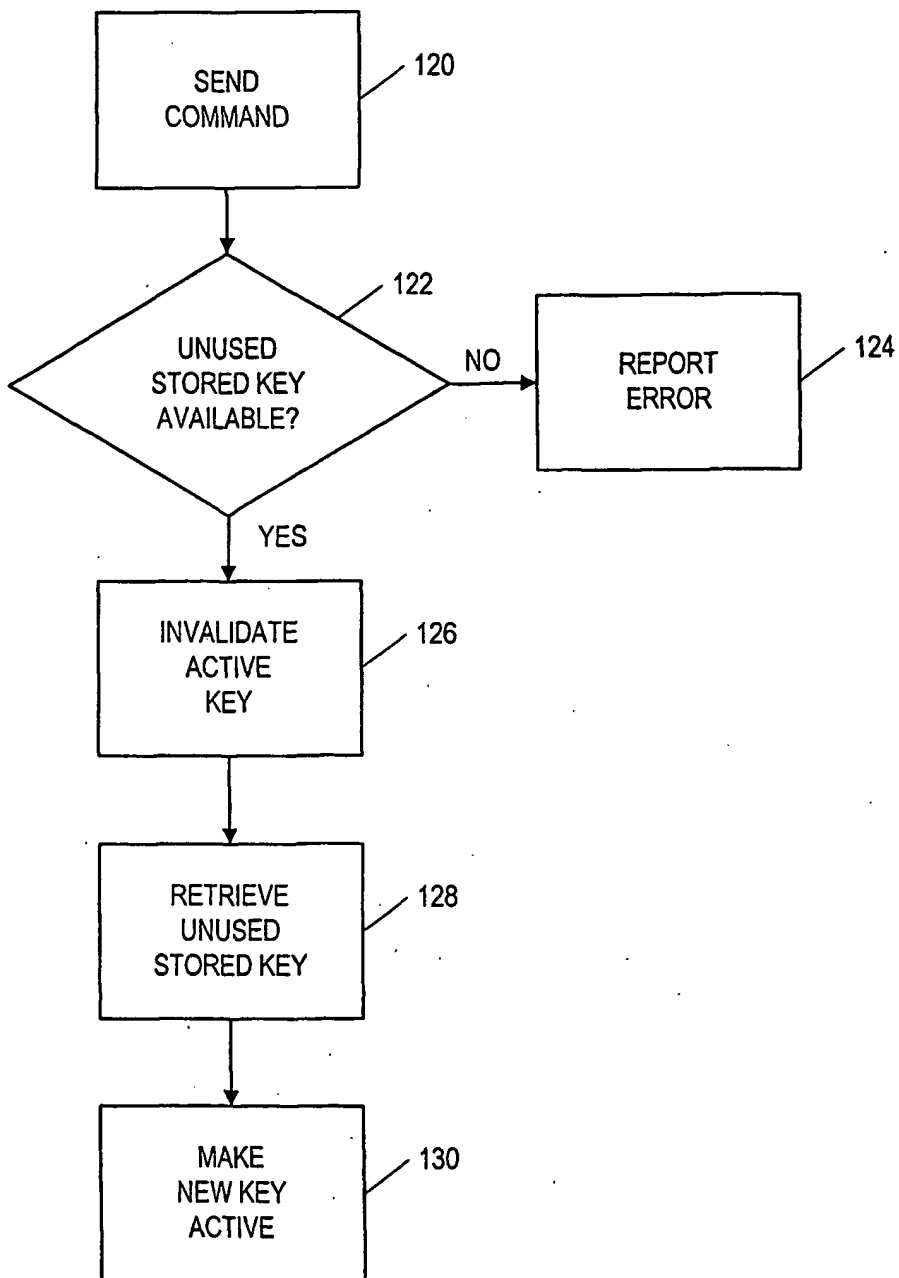 SEND
COMMAND
120
UNUSED
STORED KEY
AVAILABLE?
122
NO
REPORT
ERROR
124
YES
INVALIDATE
ACTIVE
KEY
126
RETRIEVE
UNUSED
STORED KEY
128
MAKE
NEW KEY
ACTIVE
130